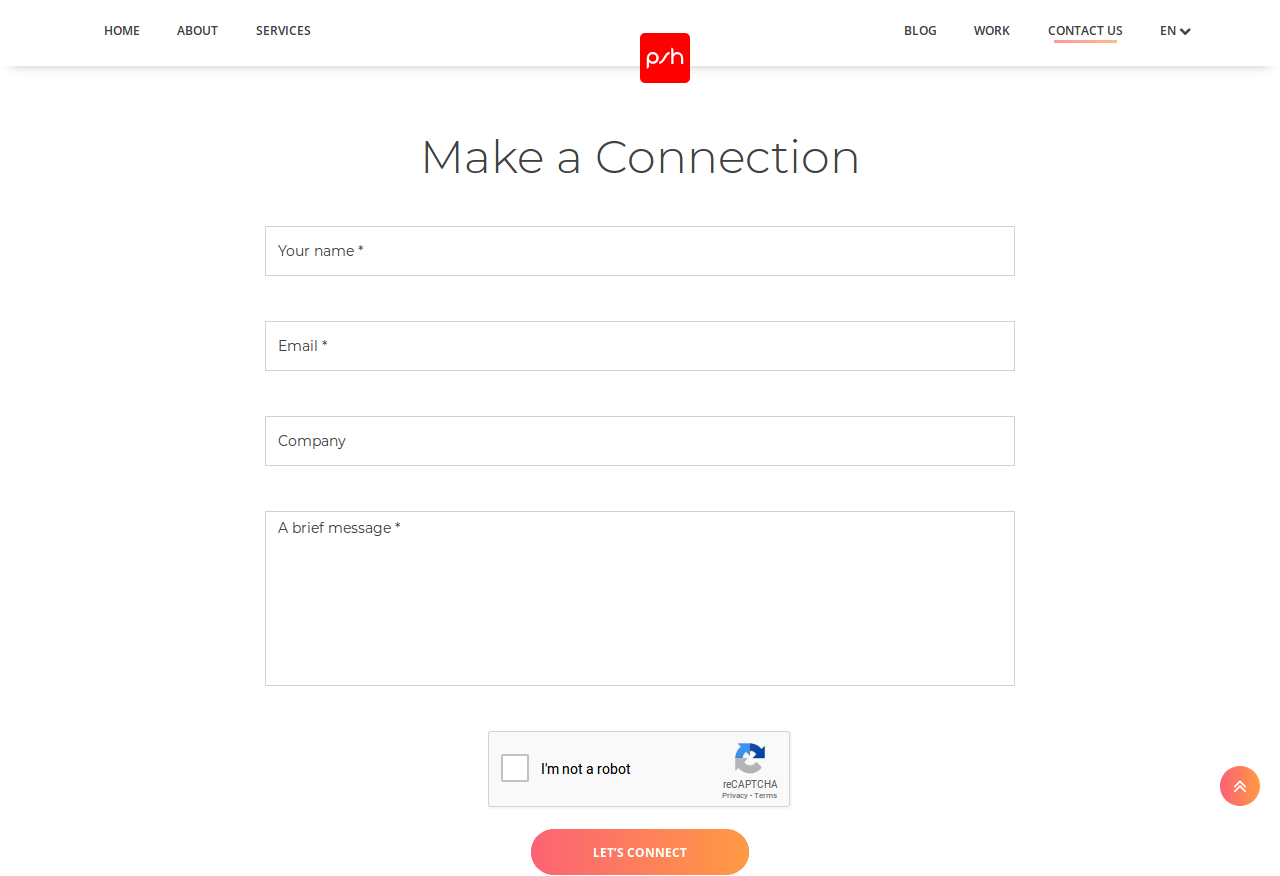 HOME ABOUT SERVICES psh BLOG WORK CONTACT US EN
Make a Connection
Your name *
Email *
Company
A brief message *
I'm not a robot
reCAPTCHA
Privacy - Terms
LET'S CONNECT